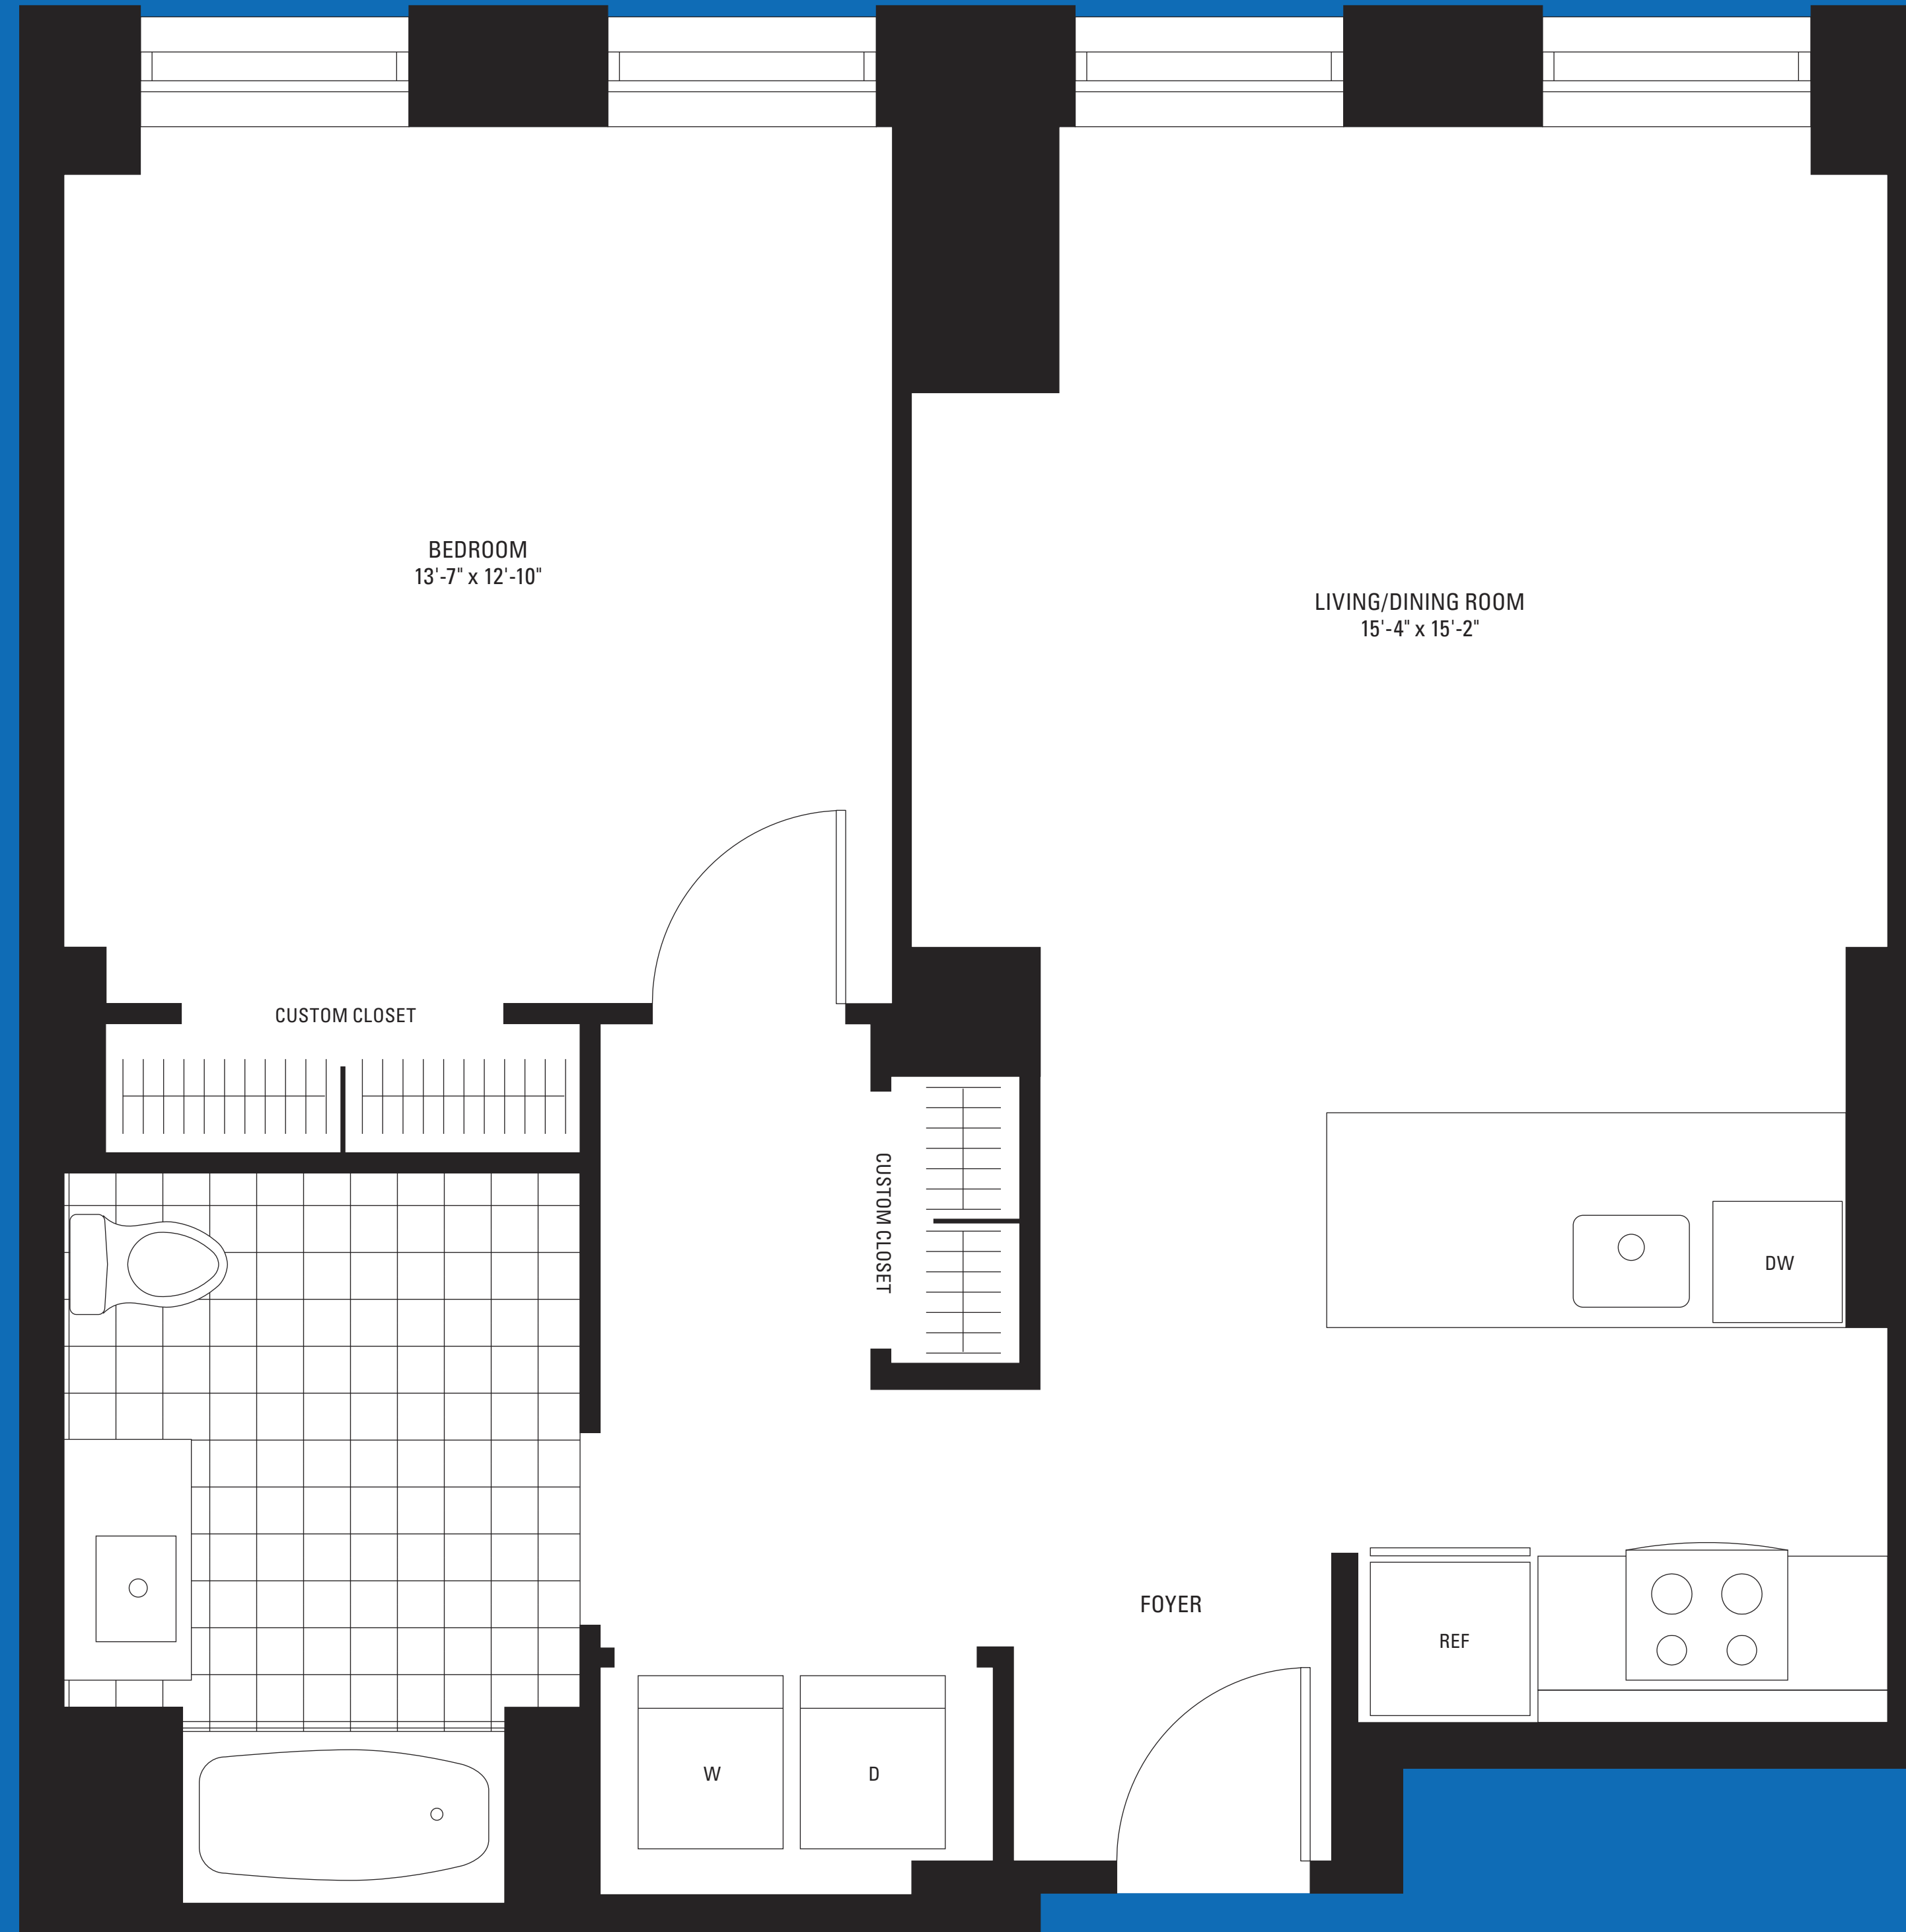 BEDROOM
13'-7" x 12'-10"
LIVING/DINING ROOM
15'-4" x 15'-2"
CUSTOM CLOSET
CUSTOM CLOSET
DW
FOYER
REF
W
D